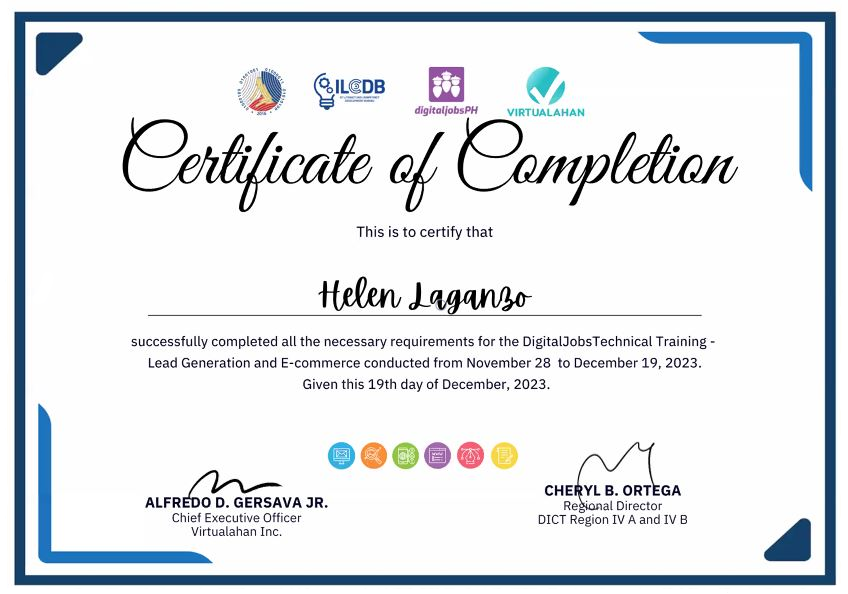 ILCDB
digitaljobsPH
VIRTUALAHAN
Certificate of Completion
This is to certify that
Helen Laganzo
successfully completed all the necessary requirements for the DigitalJobsTechnical Training -
Lead Generation and E-commerce conducted from November 28 to December 19, 2023.
Given this 19th day of December, 2023.
ALFREDO D. GERSAVA JR.
Chief Executive Officer
Virtualahan Inc.
CHERYL B. ORTEGA
Regional Director
DICT Region IV A and IV B